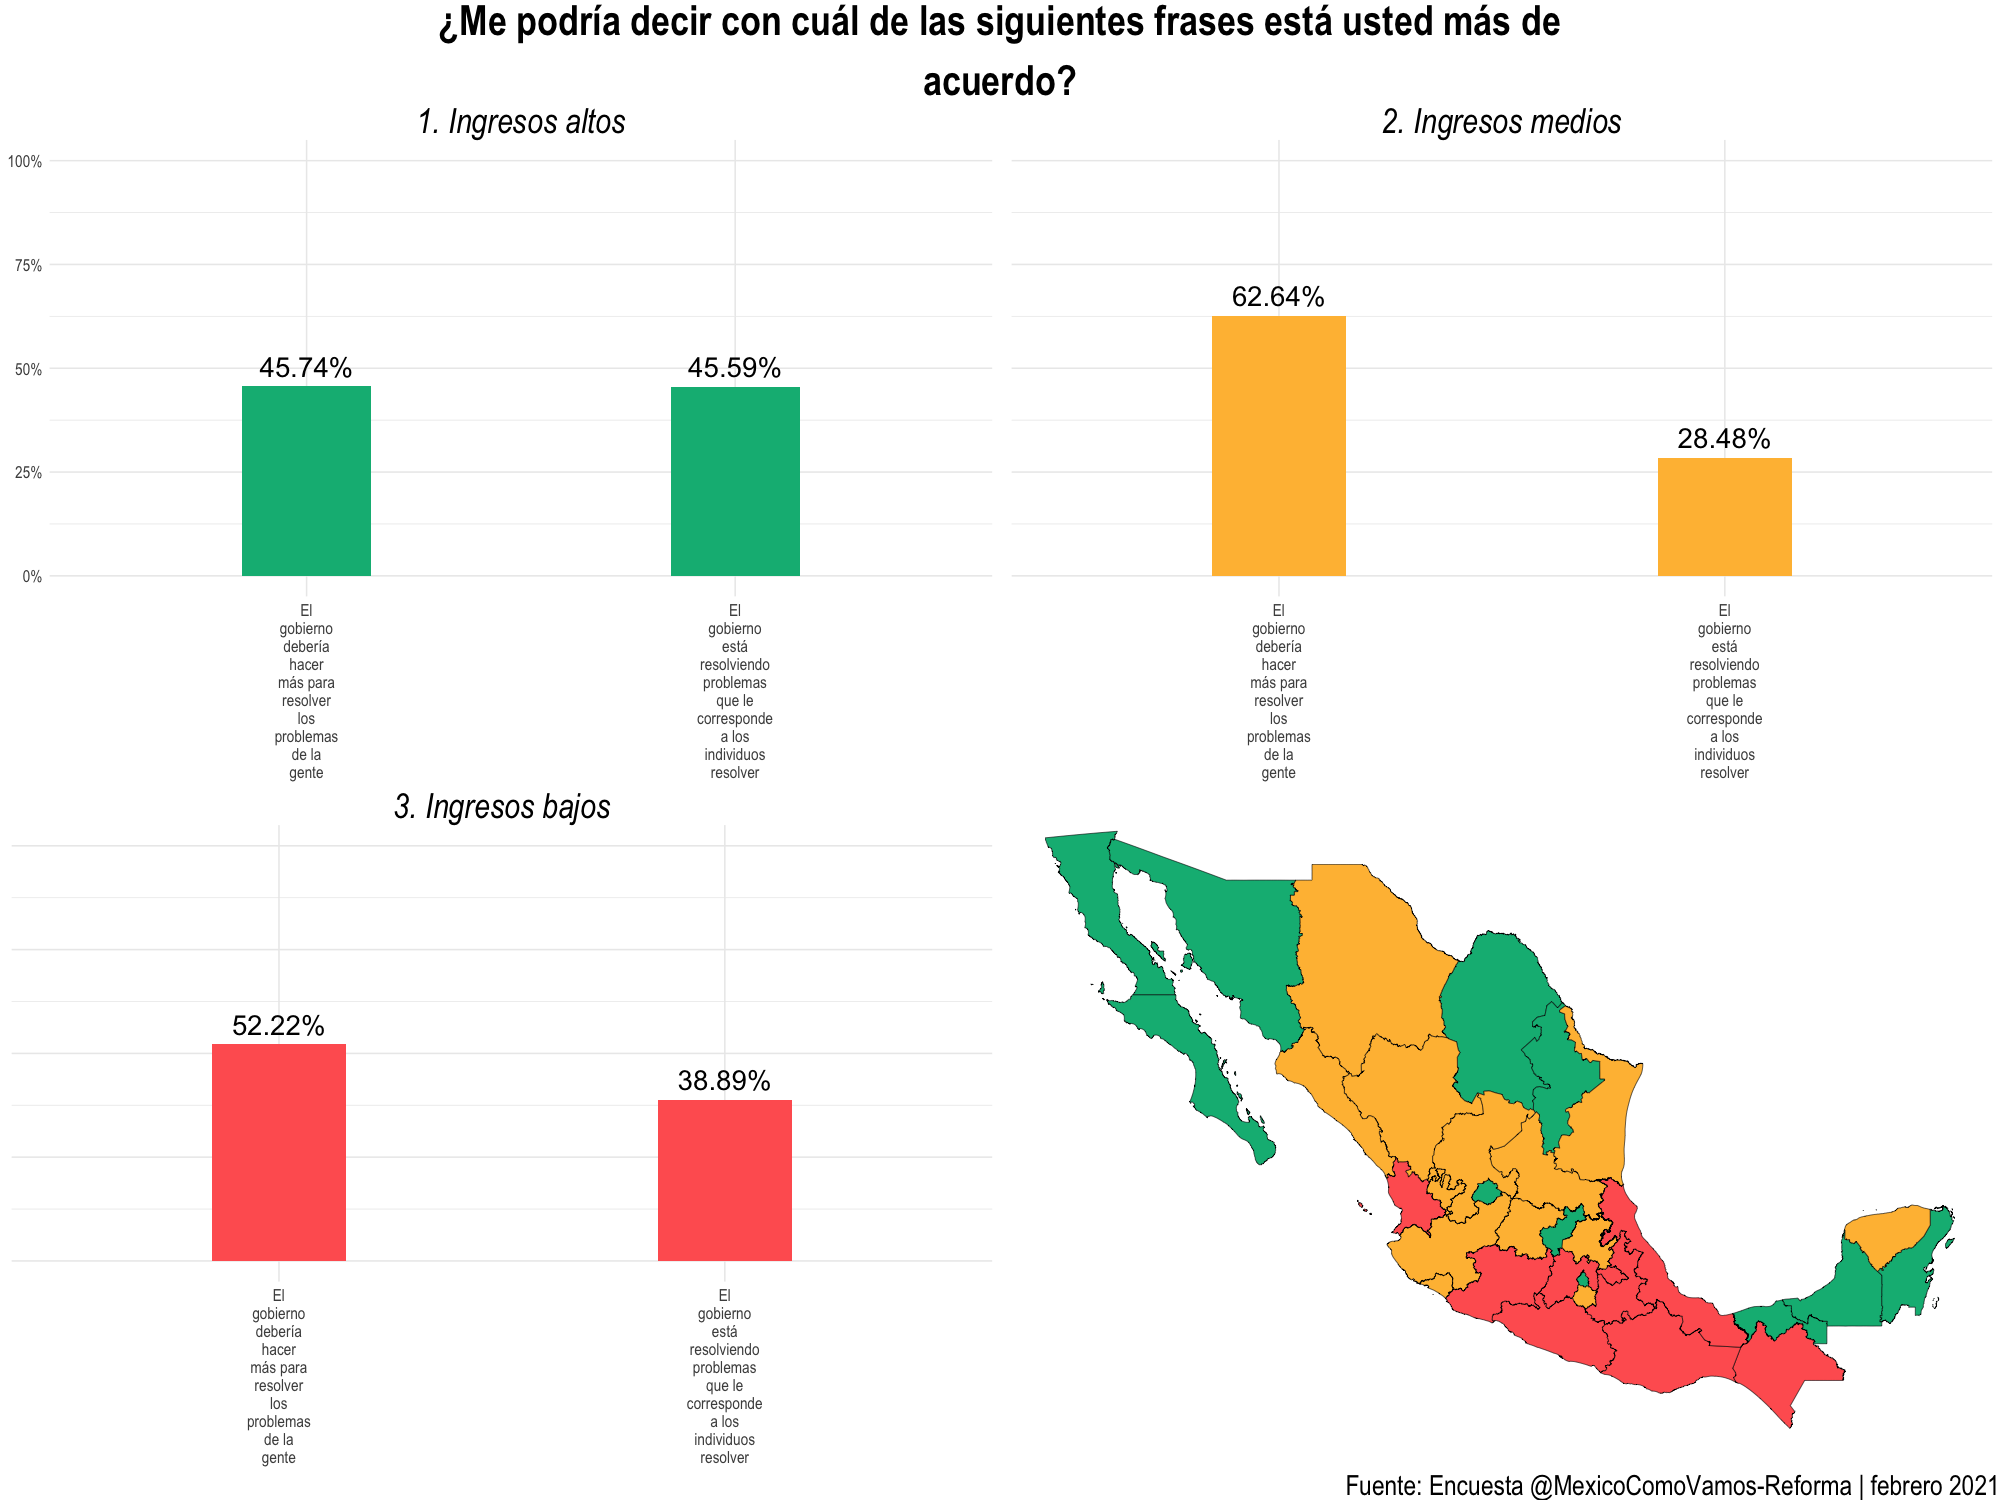 ¿Me podría decir con cuál de las siguientes frases está usted más de
acuerdo?
1. Ingresos altos
100%
75%
50%
25%
0%
45.74%
45.59%
El
gobierno
debería
hacer
más para
resolver
los
problemas
de la
gente
El
gobierno
está
resolviendo
problemas
que le
corresponde
a los
individuos
resolver
2. Ingresos medios
62.64%
28.48%
El
gobierno
debería
hacer
más para
resolver
los
problemas
de la
gente
El
gobierno
está
resolviendo
problemas
que le
corresponde
a los
individuos
resolver
3. Ingresos bajos
52.22%
38.89%
El
gobierno
debería
hacer
más para
resolver
los
problemas
de la
gente
El
gobierno
está
resolviendo
problemas
que le
corresponde
a los
individuos
resolver
Fuente: Encuesta @MexicoComoVamos-Reforma | febrero 2021